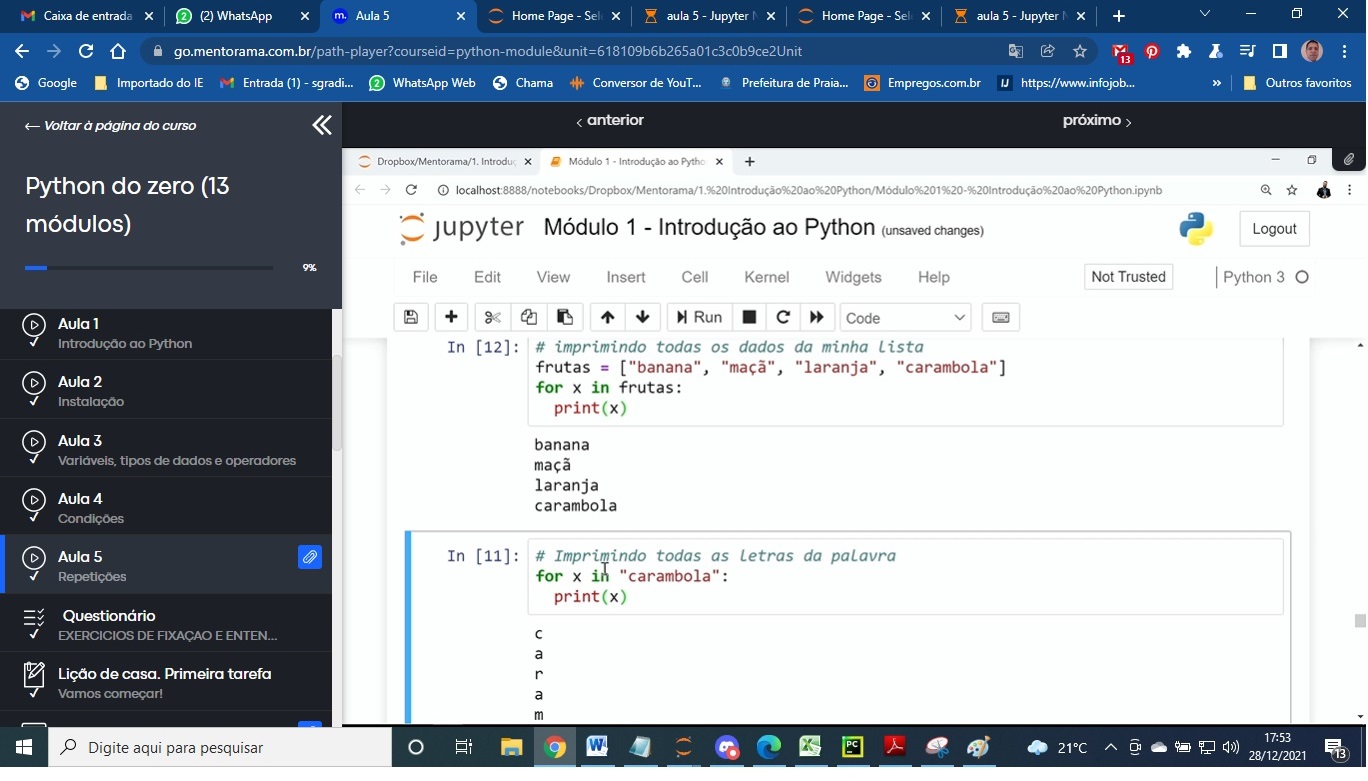 Caixa de entrada
(2) WhatsApp
Aula 5
Home Page - Sele
aula 5 - Jupyter N
Home Page - Sele
aula 5 - Jupyter N
go.mentorama.com.br/path-player?courseid=python-module&unit=618109b6b265a01c3c0b9ce2Unit
13
Google
Importado do IE
Entrada (1) - sgradi...
WhatsApp Web
Chama
Conversor de YouT...
Prefeitura de Praia...
Empregos.com.br
https://www.infojob...
»
Outros favoritos
← Voltar à página do curso
Python do zero (13
módulos)
9%
Aula 1
Introdução ao Python
Aula 2
Instalação
Aula 3
Variáveis, tipos de dados e operadores
Aula 4
Condições
Aula 5
Repetições
Questionário
EXERCICIOS DE FIXAÇAO E ENTEN...
Lição de casa. Primeira tarefa
Vamos começar!
‹ anterior
próximo ›
Dropbox/Mentorama/1. Introduç
Módulo 1 - Introdução ao Pytho
localhost:8888/notebooks/Dropbox/Mentorama/1.%20Introdução%20ao%20Python/Módulo%201%20-%20Introdução%20ao%20Python.ipynb
jupyter Módulo 1 - Introdução ao Python (unsaved changes)
Logout
File Edit View Insert Cell Kernel Widgets Help
Not Trusted
Python 3
Run
Code
In [12]: # imprimindo todas os dados da minha lista
frutas = ["banana", "maçã", "laranja", "carambola"]
for x in frutas:
print(x)
banana
maçã
laranja
carambola
In [11]: # Imprimindo todas as letras da palavra
for x in "carambola":
print(x)
c
a
r
a
m
Digite aqui para pesquisar
21°C
17:53
28/12/2021
13